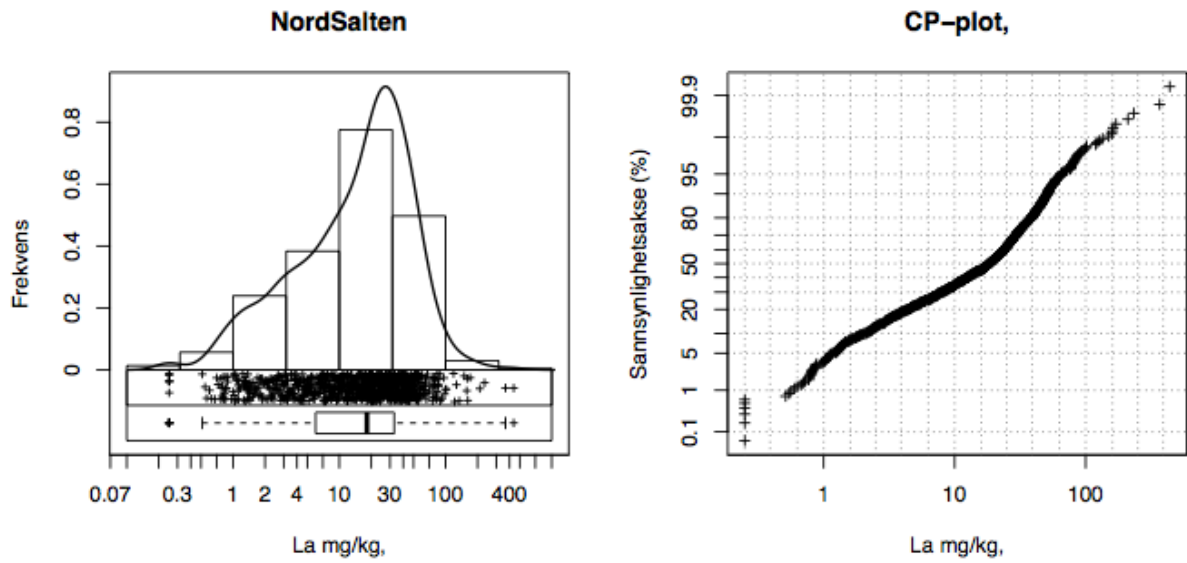 NordSalten
Frekvens
0.8
0.6
0.4
0.2
0
0.07 0.3 1 2 4 10 30 100 400
La mg/kg,
CP-plot,
Sannsynlighetsakse (%)
99.9
95
80
50
20
5
1
0.1
1 10 100
La mg/kg,